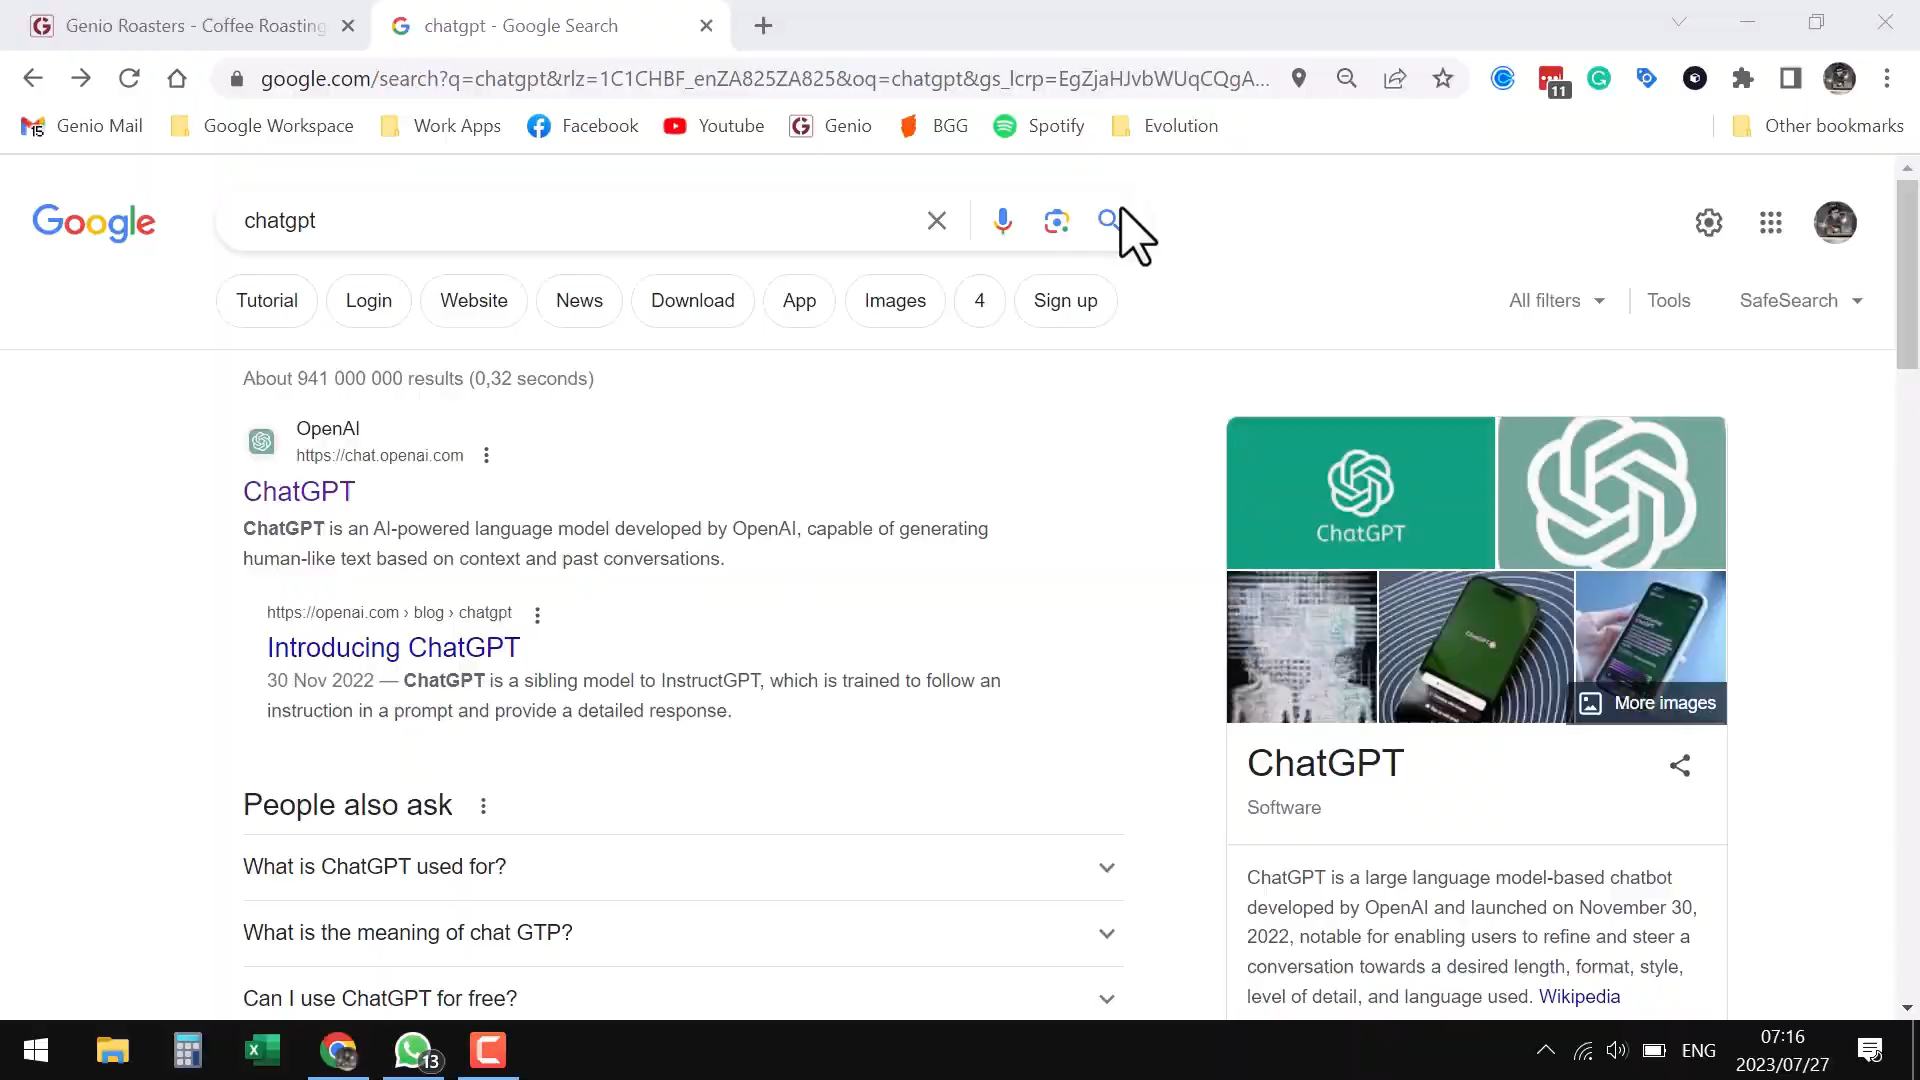 Genio Roasters - Coffee Roasting
chatgpt - Google Search
google.com/search?q=chatgpt&rlz=1C1CHBF_enZA825ZA825&oq=chatgpt&gs_lcrp=EgZjaHJvbWUqCQgA...
11
15
Genio Mail
Google Workspace
Work Apps
Facebook
Youtube
Genio
BGG
Spotify
Evolution
Other bookmarks
Google
chatgpt
Tutorial
Login
Website
News
Download
App
Images
4
Sign up
All filters
Tools
SafeSearch
About 941 000 000 results (0,32 seconds)
OpenAI
https://chat.openai.com
ChatGPT
ChatGPT is an AI-powered language model developed by OpenAI, capable of generating
human-like text based on context and past conversations.
https://openai.com › blog › chatgpt
Introducing ChatGPT
30 Nov 2022 — ChatGPT is a sibling model to InstructGPT, which is trained to follow an
instruction in a prompt and provide a detailed response.
People also ask
What is ChatGPT used for?
What is the meaning of chat GTP?
Can I use ChatGPT for free?
ChatGPT
More images
ChatGPT
Software
ChatGPT is a large language model-based chatbot
developed by OpenAI and launched on November 30,
2022, notable for enabling users to refine and steer a
conversation towards a desired length, format, style,
level of detail, and language used. Wikipedia
13
ENG
07:16
2023/07/27